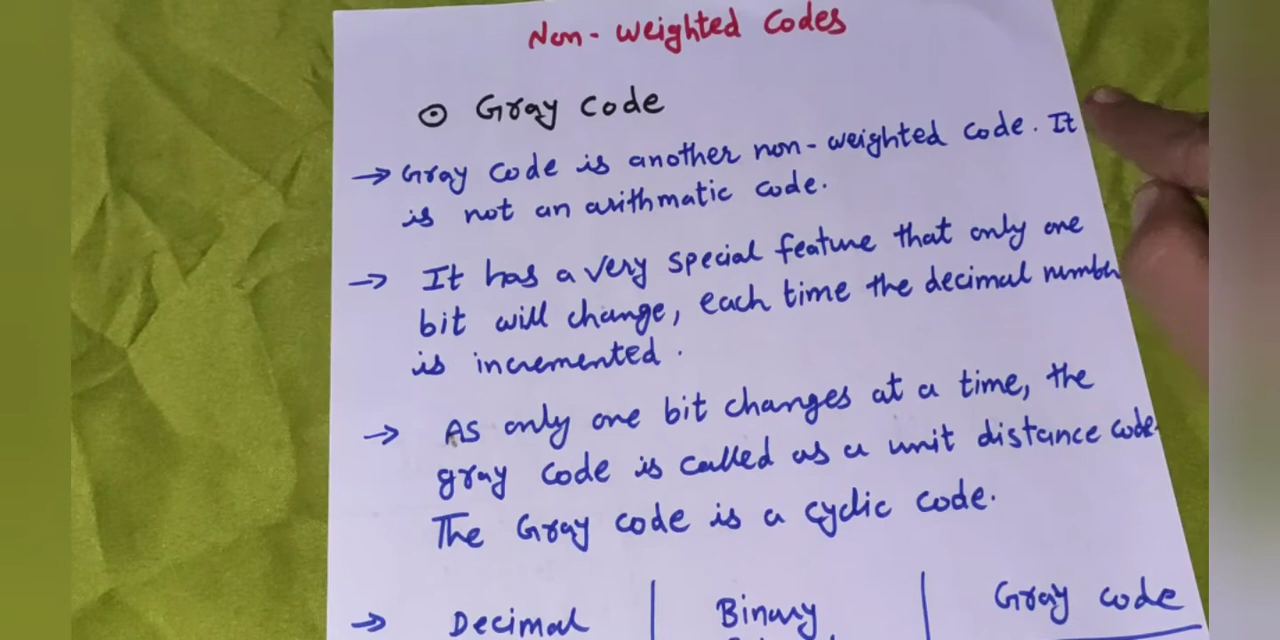 Non-Weighted Codes
⊙ Gray Code
→ Gray Code is another non-weighted code. It
is not an arithmatic code.
→ It has a very special feature that only one
bit will change, each time the decimal number
is incremented.
→ As only one bit changes at a time, the
gray code is called as a unit distance code.
The Gray code is a cyclic code.
→ Decimal | Binary | Gray code